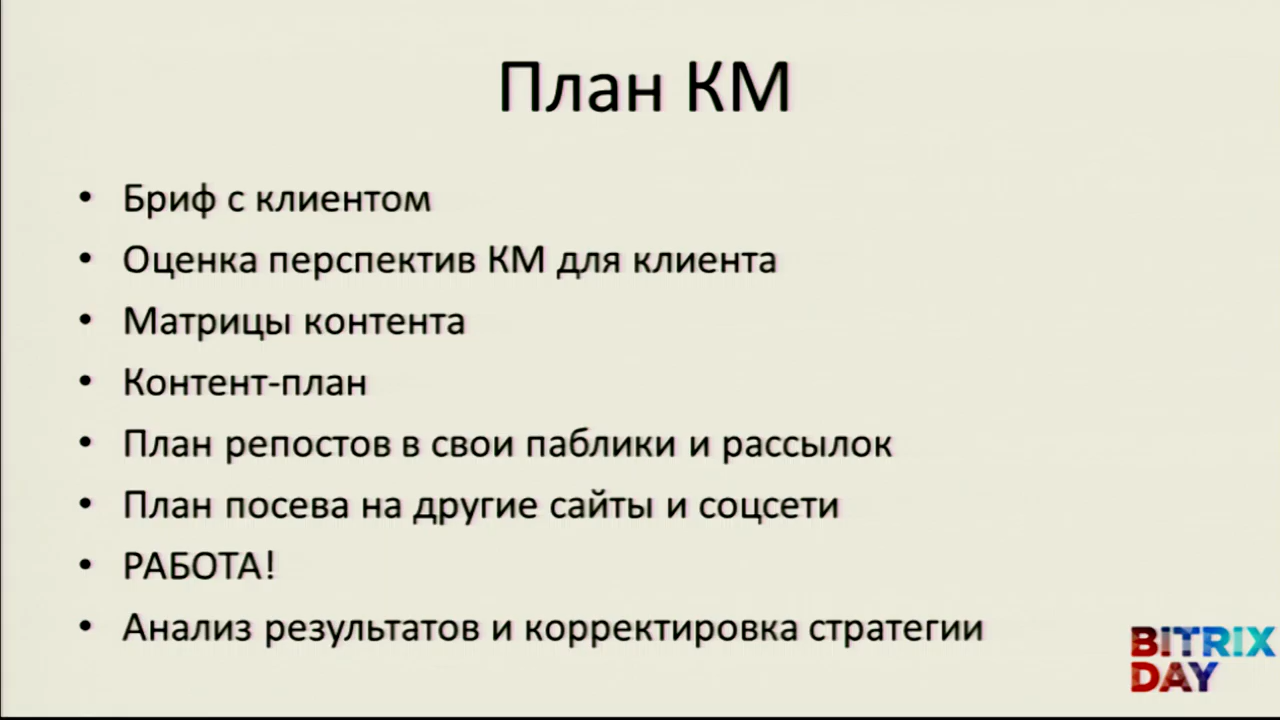 План КМ
• Бриф с клиентом
• Оценка перспектив КМ для клиента
• Матрицы контента
• Контент-план
• План репостов в свои паблики и рассылок
• План посева на другие сайты и соцсети
• РАБОТА!
• Анализ результатов и корректировка стратегии
BITRIX
DAY